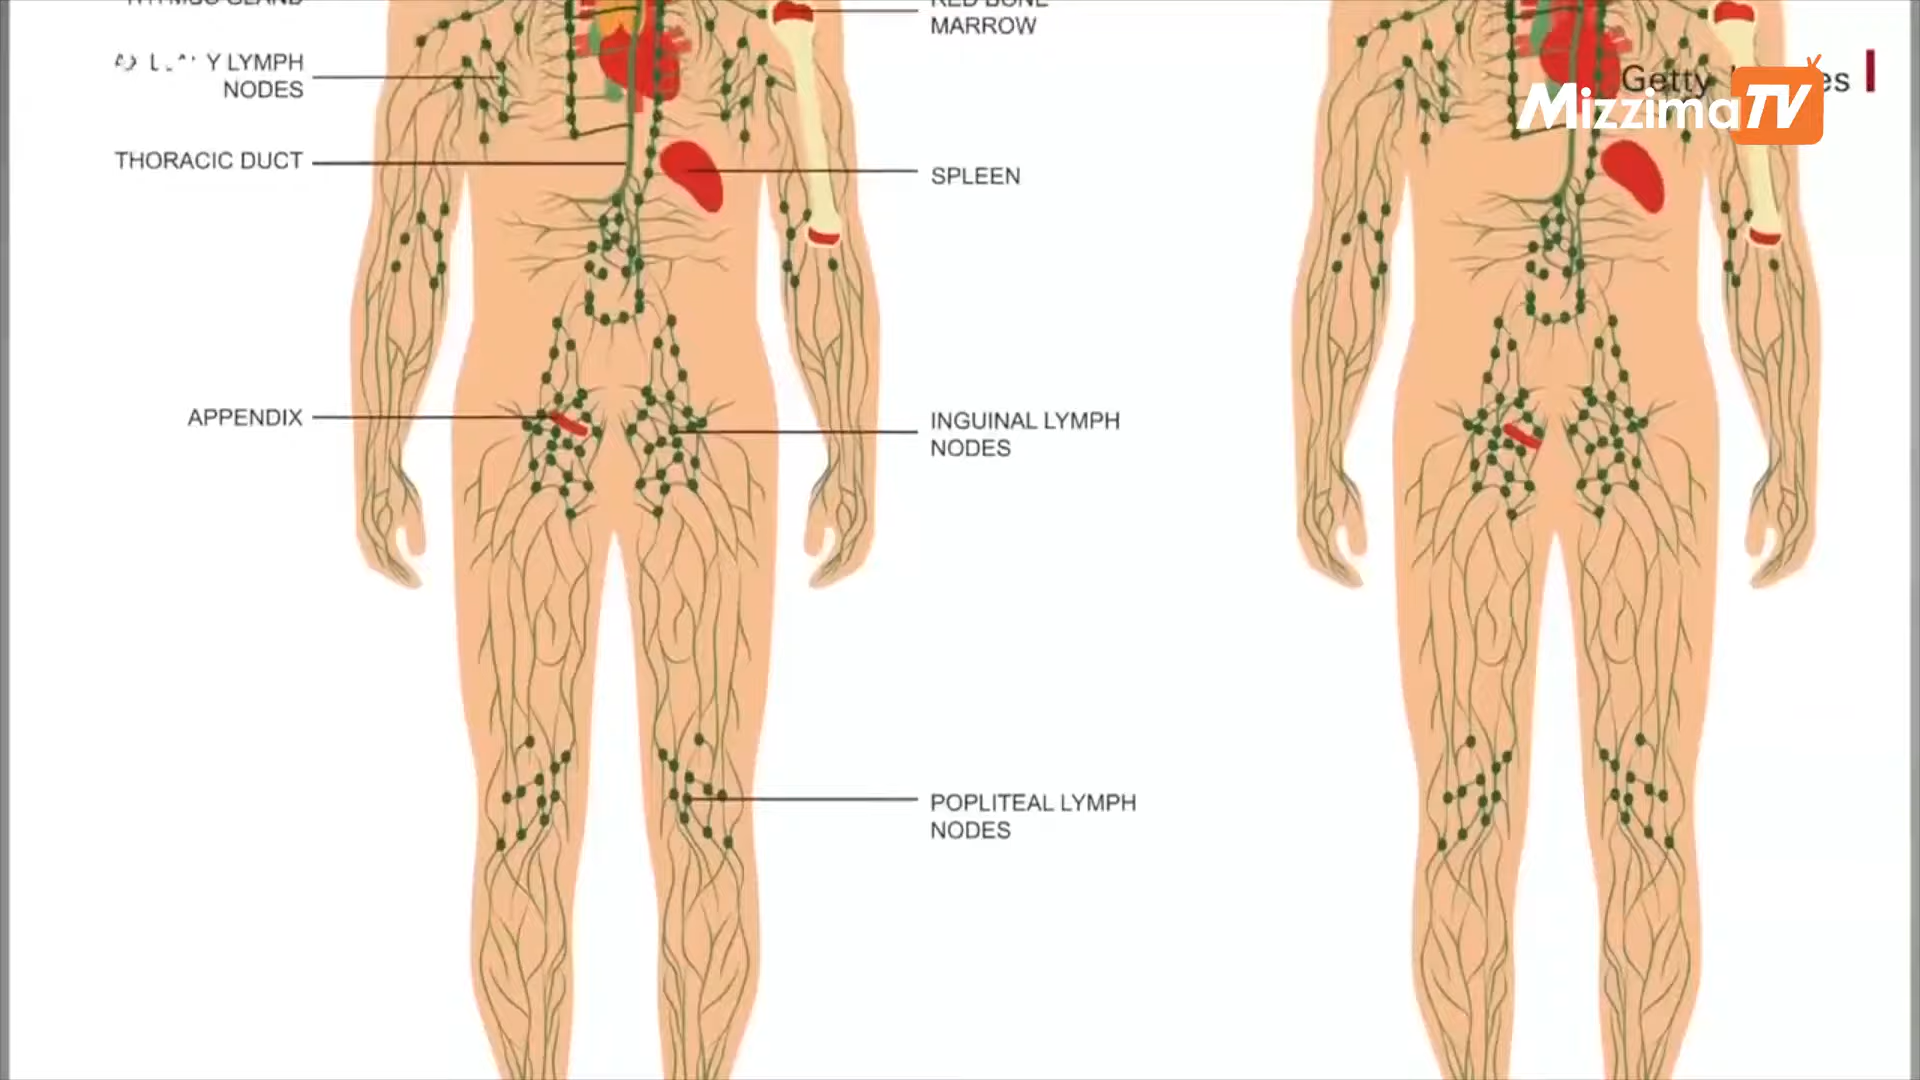 MARROW
Y LYMPH
NODES
THORACIC DUCT
SPLEEN
APPENDIX
INGUINAL LYMPH
NODES
POPLITEAL LYMPH
NODES
Getty
MizzimaTV